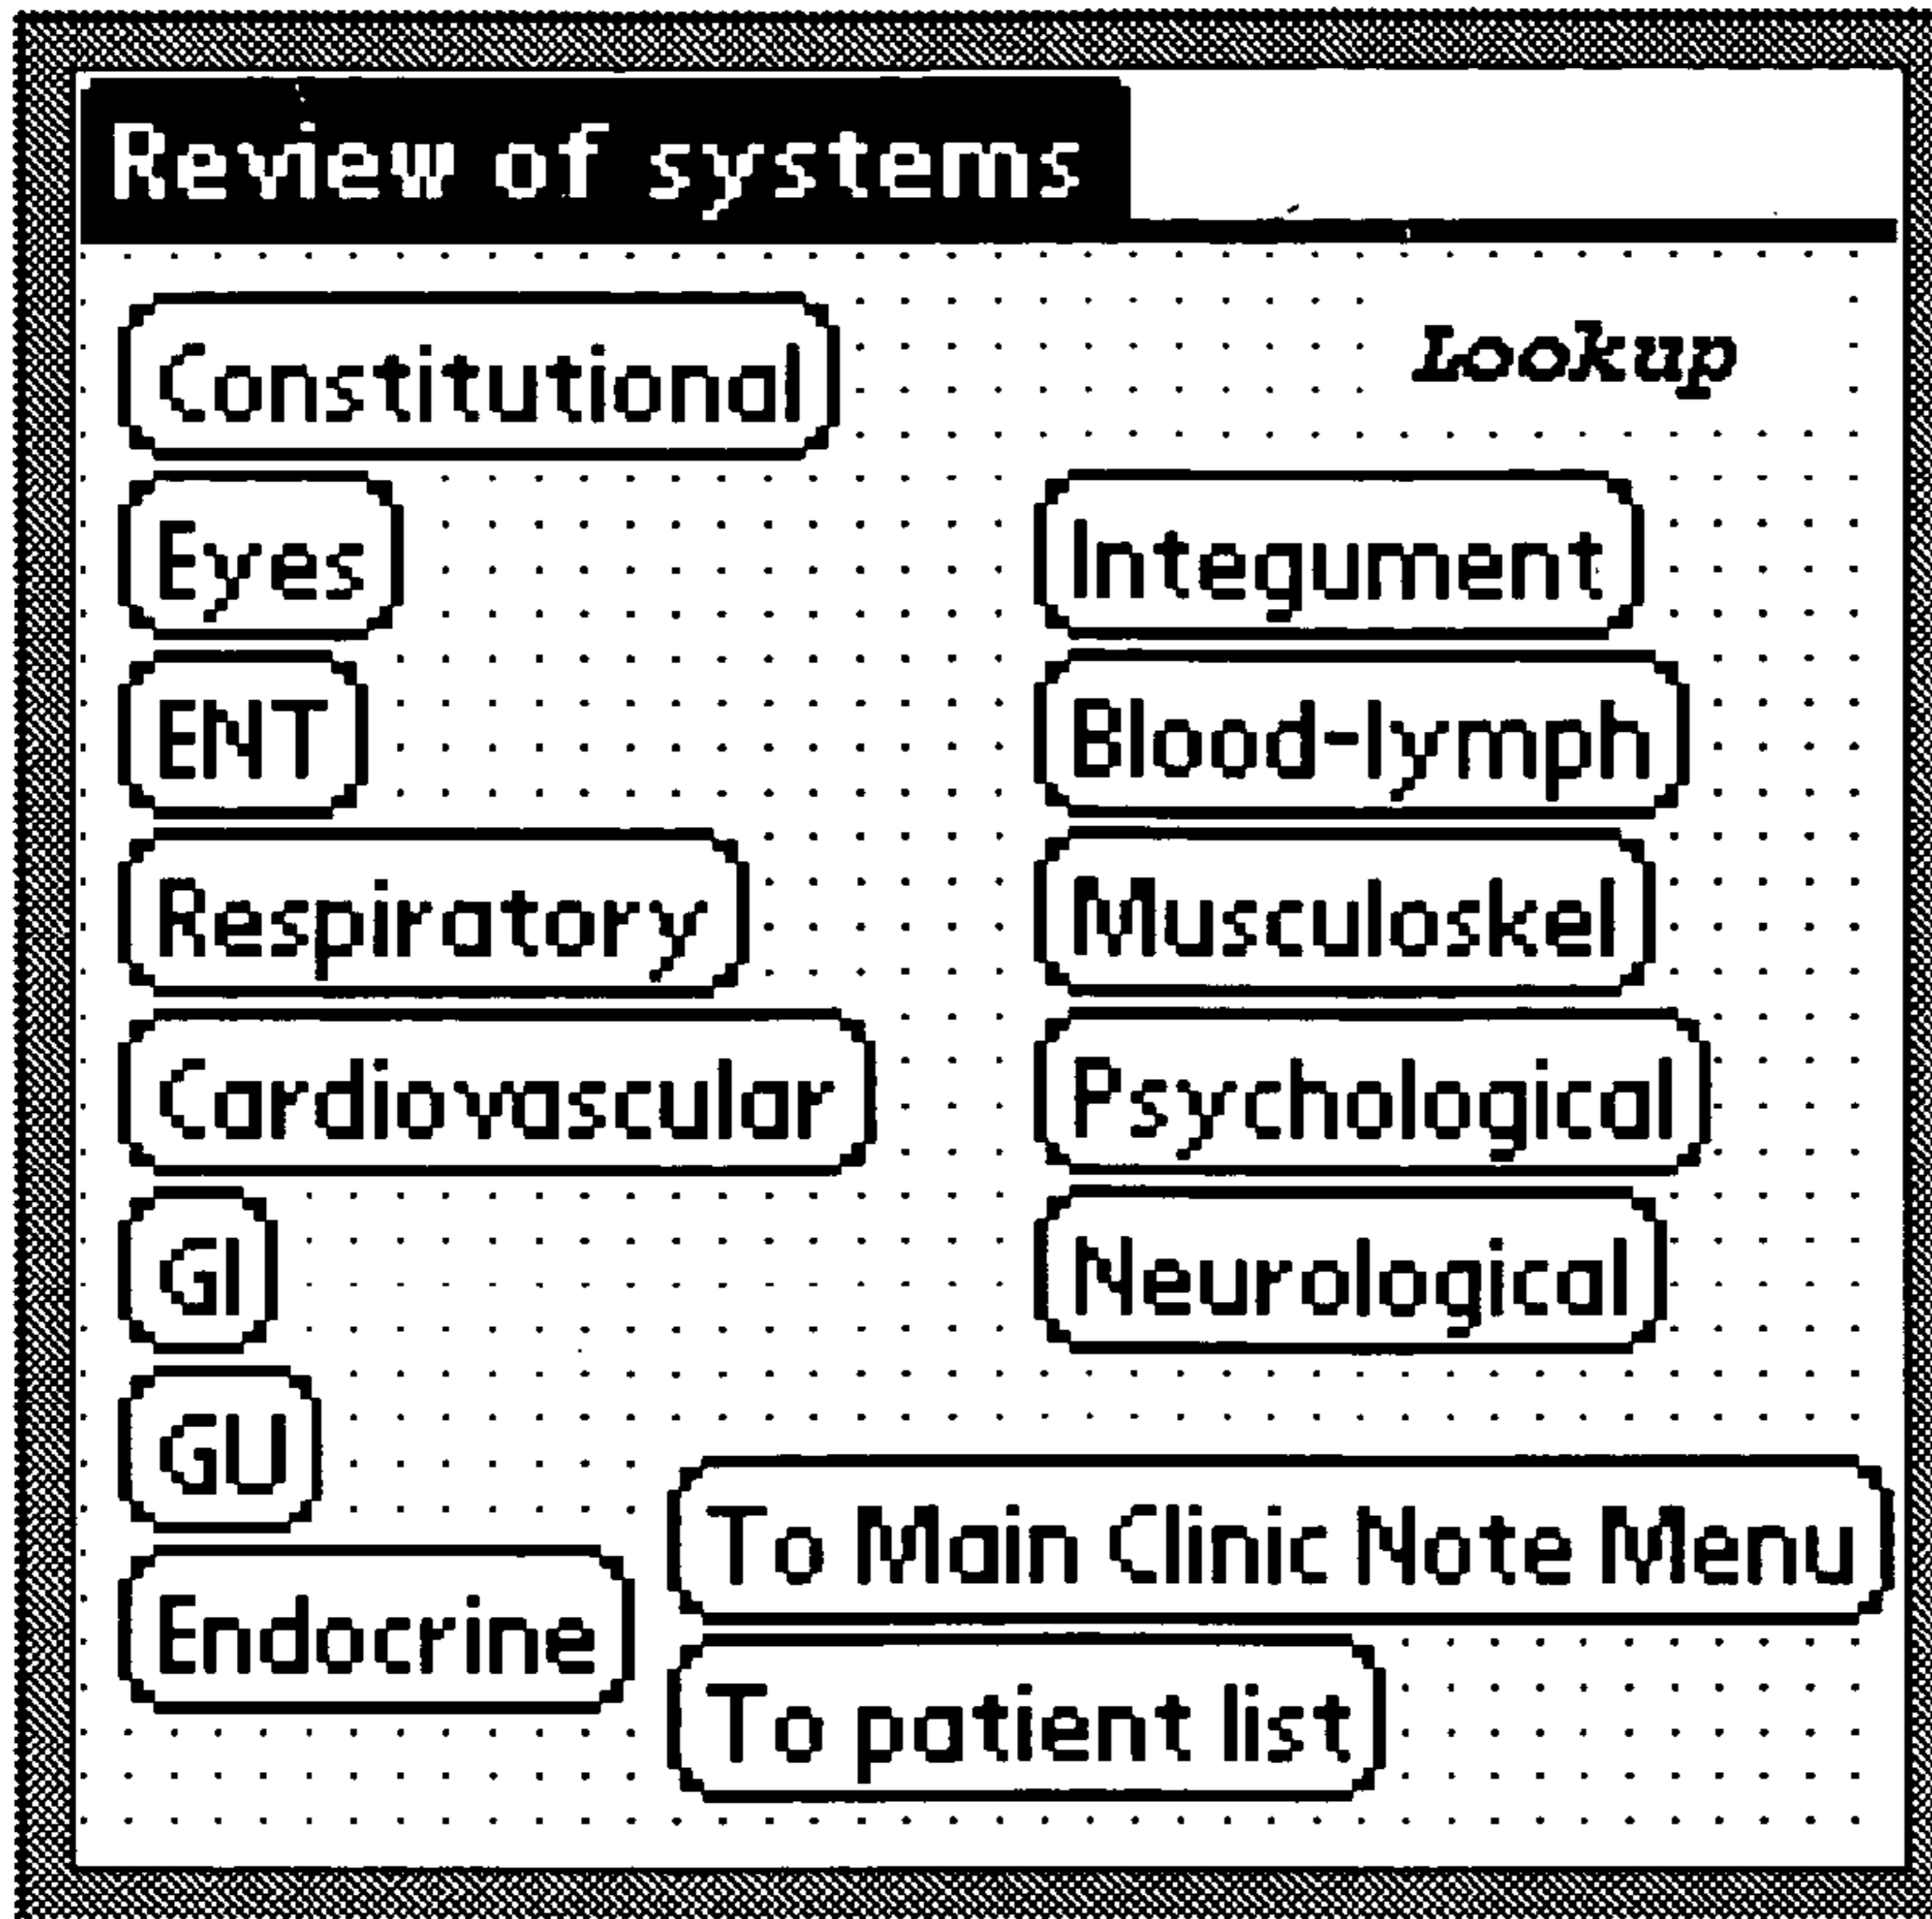 Review of systems
Constitutional
Lookup
Eyes
Integument
ENT
Blood-lymph
Respiratory
Musculoskel
Cardiovascular
Psychological
GI
Neurological
GU
To Main Clinic Note Menu
Endocrine
To patient list